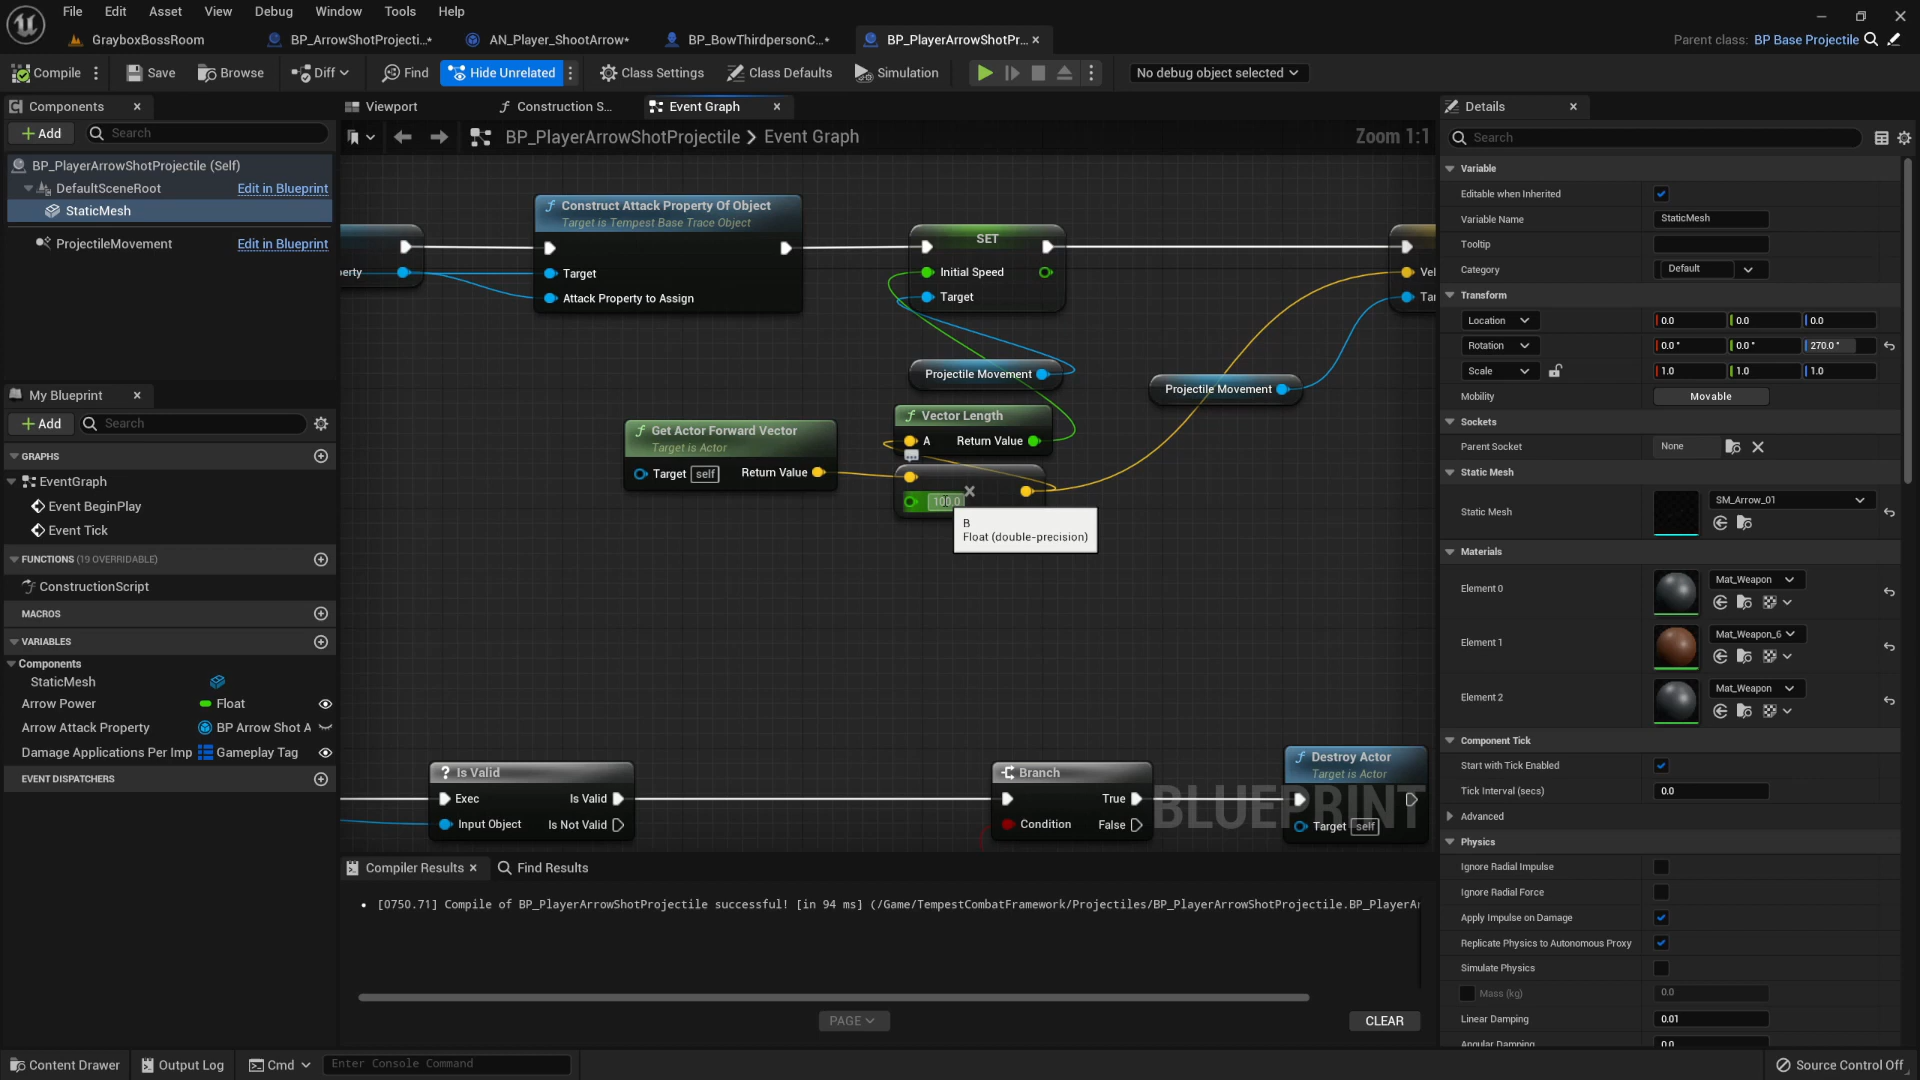 File Edit Asset View Debug Window Tools Help
GrayboxBossRoom BP_ArrowShotProjecti...* AN_Player_ShootArrow* BP_BowThirdpersonC...* BP_PlayerArrowShotPr...
Parent class: BP Base Projectile
Compile Save Browse Diff Find Hide Unrelated Class Settings Class Defaults Simulation No debug object selected
Components
Add Search
BP_PlayerArrowShotProjectile (Self)
DefaultSceneRoot Edit in Blueprint
StaticMesh
ProjectileMovement Edit in Blueprint
My Blueprint
Add Search
GRAPHS
EventGraph
Event BeginPlay
Event Tick
FUNCTIONS (19 OVERRIDABLE)
ConstructionScript
MACROS
VARIABLES
Components
StaticMesh
Arrow Power Float
Arrow Attack Property BP Arrow Shot A
Damage Applications Per Imp Gameplay Tag
EVENT DISPATCHERS
Viewport Construction S... Event Graph
BP_PlayerArrowShotProjectile > Event Graph Zoom 1:1
perty
Construct Attack Property Of Object
Target is Tempest Base Trace Object
Target
Attack Property to Assign
SET
Initial Speed
Target
Vel
Tar
Projectile Movement
Projectile Movement
Vector Length
A Return Value
Get Actor Forward Vector
Target is Actor
Target self Return Value
100.0
B
Float (double-precision)
Is Valid
Exec Is Valid
Input Object Is Not Valid
Branch
True
Condition False
Destroy Actor
Target is Actor
Target self
BLUEPRINT
Compiler Results Find Results
[0750.71] Compile of BP_PlayerArrowShotProjectile successful! [in 94 ms] (/Game/TempestCombatFramework/Projectiles/BP_PlayerArrowShotProjectile.BP_PlayerAr
PAGE CLEAR
Details
Search
Variable
Editable when Inherited
Variable Name StaticMesh
Tooltip
Category Default
Transform
Location 0.0 0.0 0.0
Rotation 0.0 ° 0.0 ° 270.0 °
Scale 1.0 1.0 1.0
Mobility Movable
Sockets
Parent Socket None
Static Mesh
Static Mesh SM_Arrow_01
Materials
Element 0 Mat_Weapon
Element 1 Mat_Weapon_6
Element 2 Mat_Weapon
Component Tick
Start with Tick Enabled
Tick Interval (secs) 0.0
Advanced
Physics
Ignore Radial Impulse
Ignore Radial Force
Apply Impulse on Damage
Replicate Physics to Autonomous Proxy
Simulate Physics
Mass (kg) 0.0
Linear Damping 0.01
Angular Damping 0.0
Content Drawer Output Log Cmd Enter Console Command Source Control Off